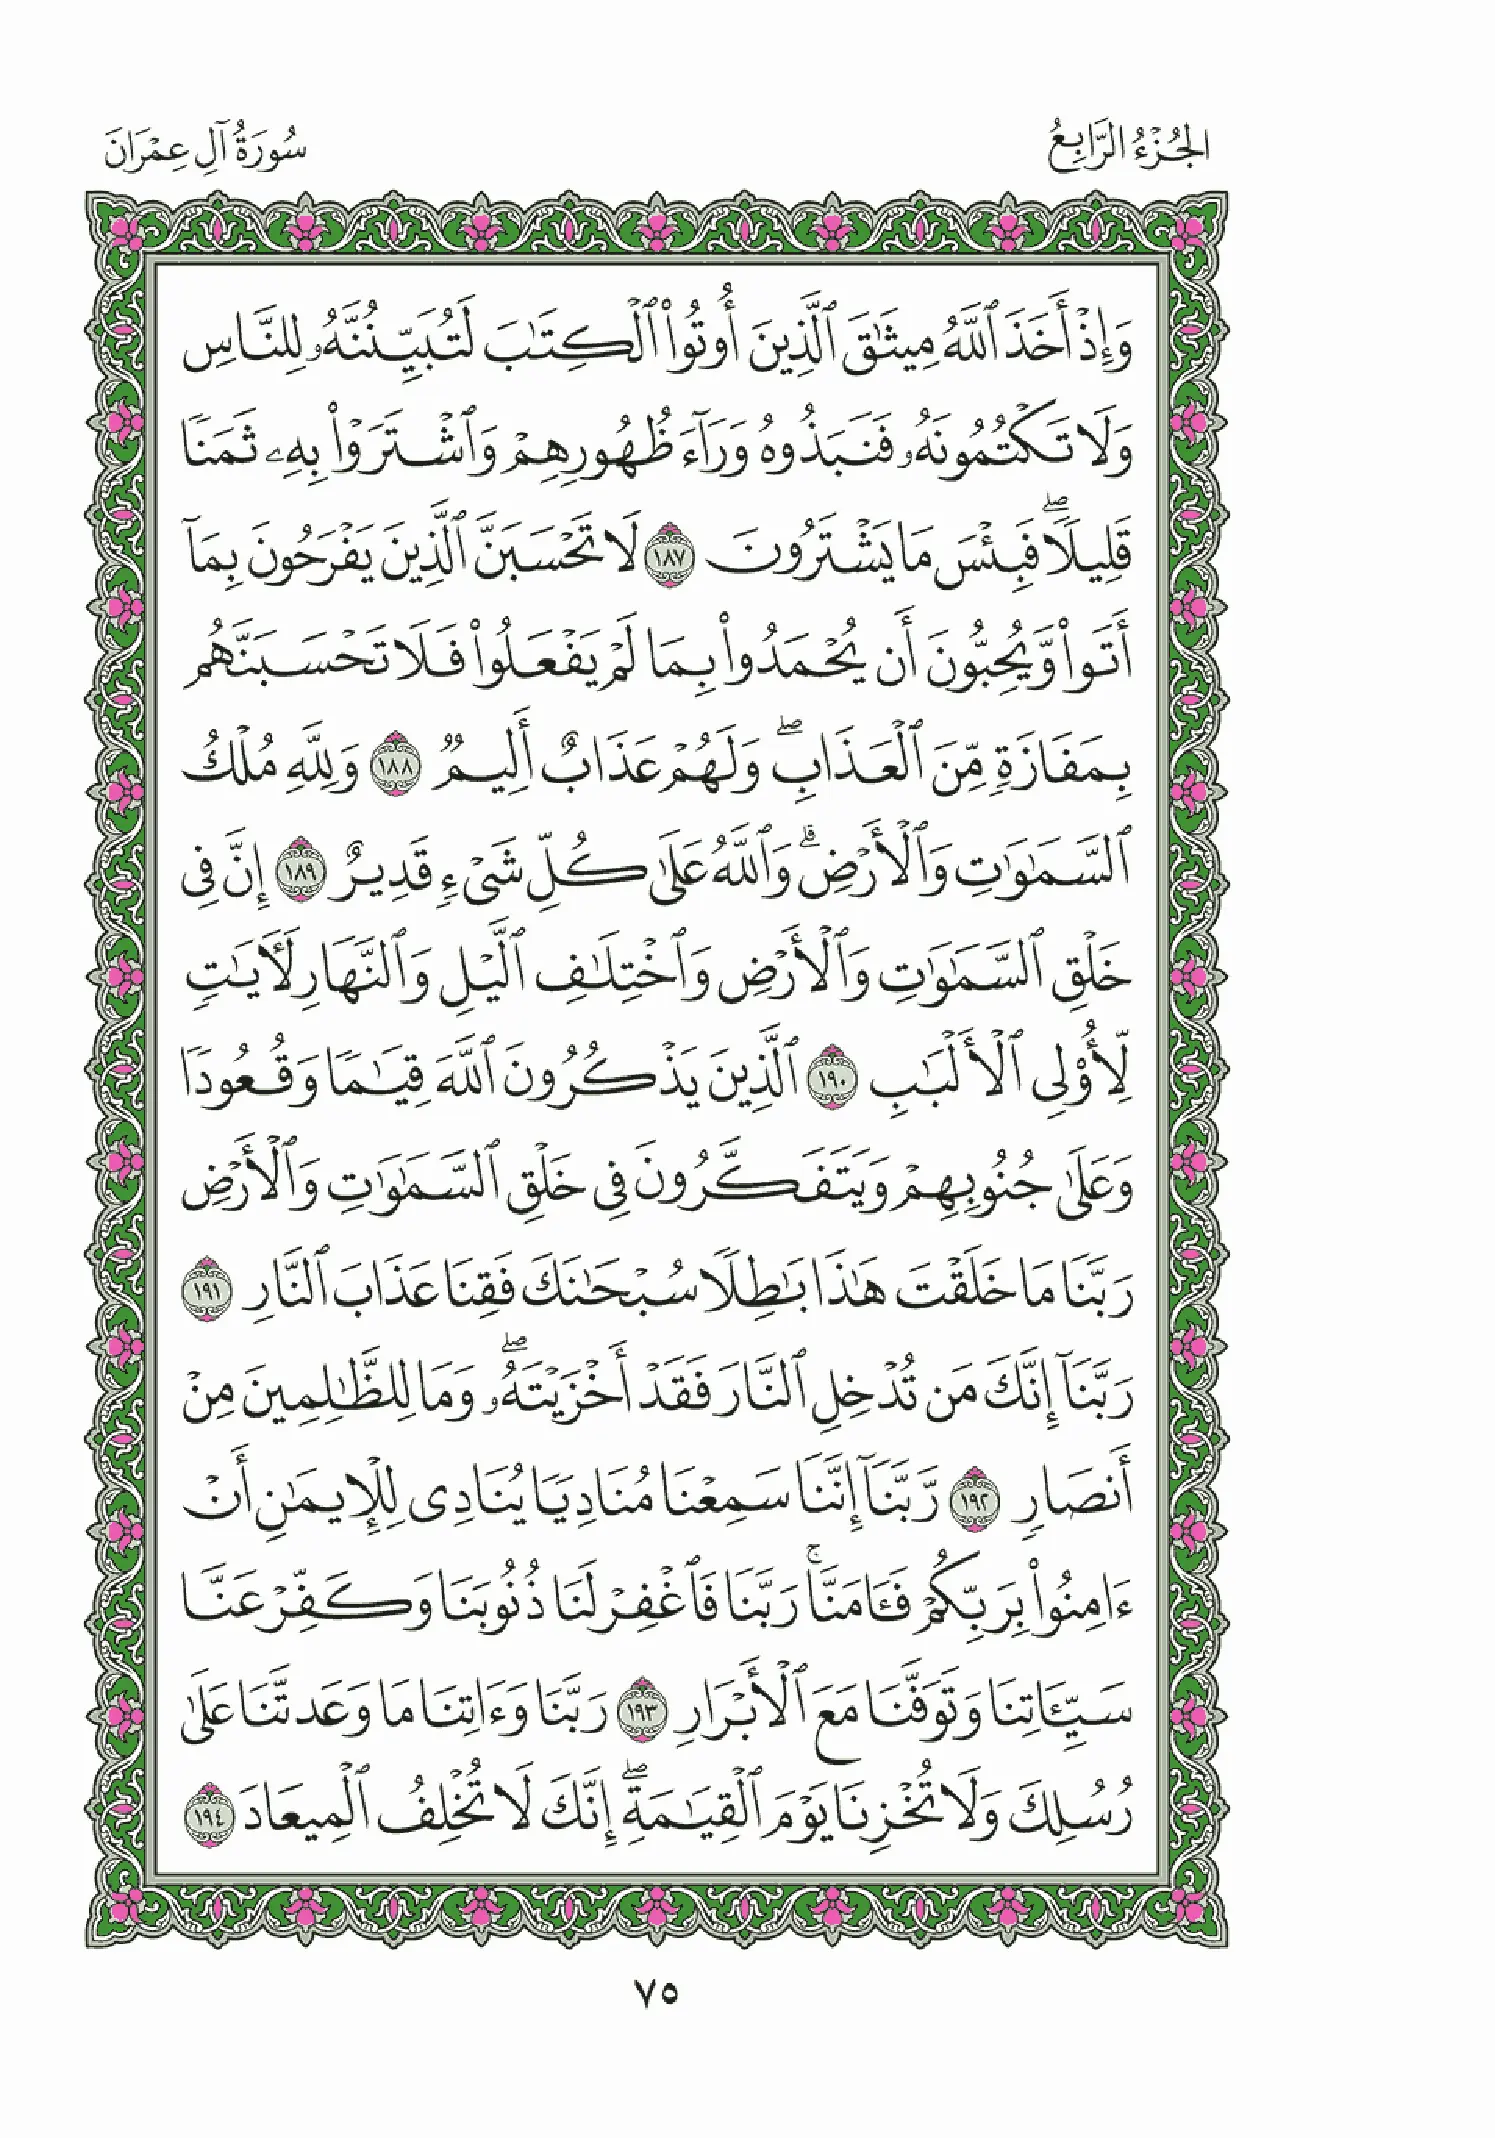 الجُزْءُ الرَّابِعُ
سُورَةُ آلِ عِمْرَانَ
وَإِذْ أَخَذَ ٱللَّهُ مِيثَٰقَ ٱلَّذِينَ أُوتُوا۟ ٱلْكِتَٰبَ لَتُبَيِّنُنَّهُۥ لِلنَّاسِ
وَلَا تَكْتُمُونَهُۥ فَنَبَذُوهُ وَرَآءَ ظُهُورِهِمْ وَٱشْتَرَوْا۟ بِهِۦ ثَمَنًا
قَلِيلًا ۖ فَبِئْسَ مَا يَشْتَرُونَ ١٨٧ لَا تَحْسَبَنَّ ٱلَّذِينَ يَفْرَحُونَ بِمَآ
أَتَوا۟ وَّيُحِبُّونَ أَن يُحْمَدُوا۟ بِمَا لَمْ يَفْعَلُوا۟ فَلَا تَحْسَبَنَّهُم
بِمَفَازَةٍ مِّنَ ٱلْعَذَابِ ۖ وَلَهُمْ عَذَابٌ أَلِيمٌ ١٨٨ وَلِلَّهِ مُلْكُ
ٱلسَّمَٰوَٰتِ وَٱلْأَرْضِ ۗ وَٱللَّهُ عَلَىٰ كُلِّ شَىْءٍ قَدِيرٌ ١٨٩ إِنَّ فِى
خَلْقِ ٱلسَّمَٰوَٰتِ وَٱلْأَرْضِ وَٱخْتِلَٰفِ ٱلَّيْلِ وَٱلنَّهَارِ لَءَايَٰتٍ
لِّأُو۟لِى ٱلْأَلْبَٰبِ ١٩٠ ٱلَّذِينَ يَذْكُرُونَ ٱللَّهَ قِيَٰمًا وَقُعُودًا
وَعَلَىٰ جُنُوبِهِمْ وَيَتَفَكَّرُونَ فِى خَلْقِ ٱلسَّمَٰوَٰتِ وَٱلْأَرْضِ
رَبَّنَا مَا خَلَقْتَ هَٰذَا بَٰطِلًا سُبْحَٰنَكَ فَقِنَا عَذَابَ ٱلنَّارِ ١٩١
رَبَّنَآ إِنَّكَ مَن تُدْخِلِ ٱلنَّارَ فَقَدْ أَخْزَيْتَهُۥ ۖ وَمَا لِلظَّٰلِمِينَ مِنْ
أَنصَارٍ ١٩٢ رَّبَّنَآ إِنَّنَا سَمِعْنَا مُنَادِيًا يُنَادِى لِلْإِيمَٰنِ أَنْ
ءَامِنُوا۟ بِرَبِّكُمْ فَـَٔامَنَّا ۚ رَبَّنَا فَٱغْفِرْ لَنَا ذُنُوبَنَا وَكَفِّرْ عَنَّا
سَيِّـَٔاتِنَا وَتَوَفَّنَا مَعَ ٱلْأَبْرَارِ ١٩٣ رَبَّنَا وَءَاتِنَا مَا وَعَدتَّنَا عَلَىٰ
رُسُلِكَ وَلَا تُخْزِنَا يَوْمَ ٱلْقِيَٰمَةِ ۖ إِنَّكَ لَا تُخْلِفُ ٱلْمِيعَادَ ١٩٤
٧٥